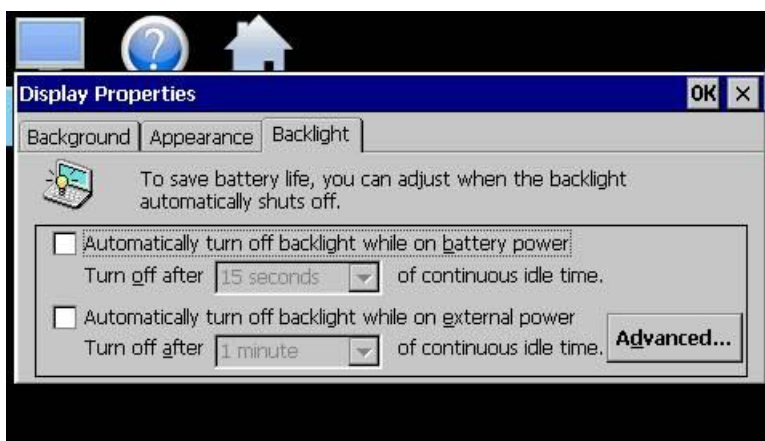 ?
Display Properties OK ×
Background Appearance Backlight
To save battery life, you can adjust when the backlight
automatically shuts off.
Automatically turn off backlight while on battery power
Turn off after 15 seconds of continuous idle time.
Automatically turn off backlight while on external power
Turn off after 1 minute of continuous idle time.
Advanced...